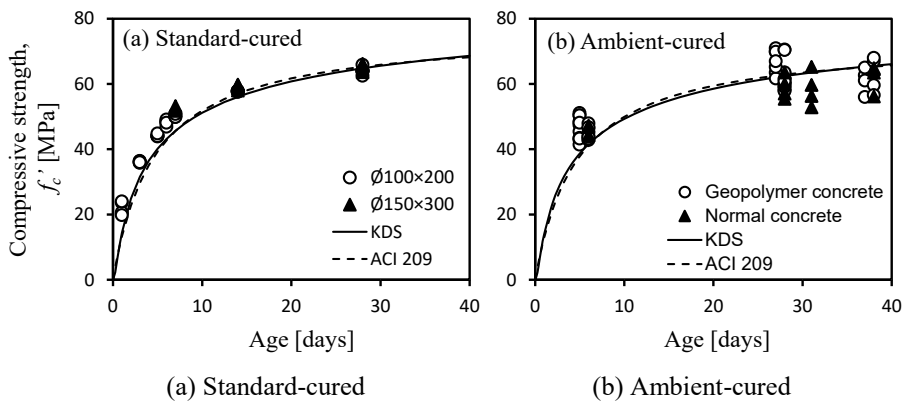 Compressive strength,
f_c' [MPa]
80
60
40
20
0
(a) Standard-cured
Ø100×200
Ø150×300
KDS
ACI 209
0 10 20 30 40
Age [days]
(a) Standard-cured
80
60
40
20
0
(b) Ambient-cured
Geopolymer concrete
Normal concrete
KDS
ACI 209
0 10 20 30 40
Age [days]
(b) Ambient-cured